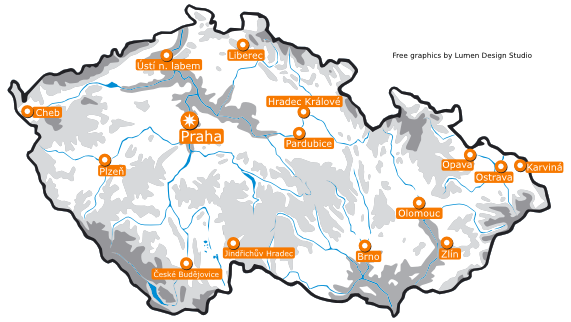 Free graphics by Lumen Design Studio
Liberec
Ústí n. labem
Hradec Králové
Cheb
Praha
Pardubice
Opava
Karviná
Plzeň
Ostrava
Olomouc
Jindřichův Hradec
Brno
Zlín
České Budějovice